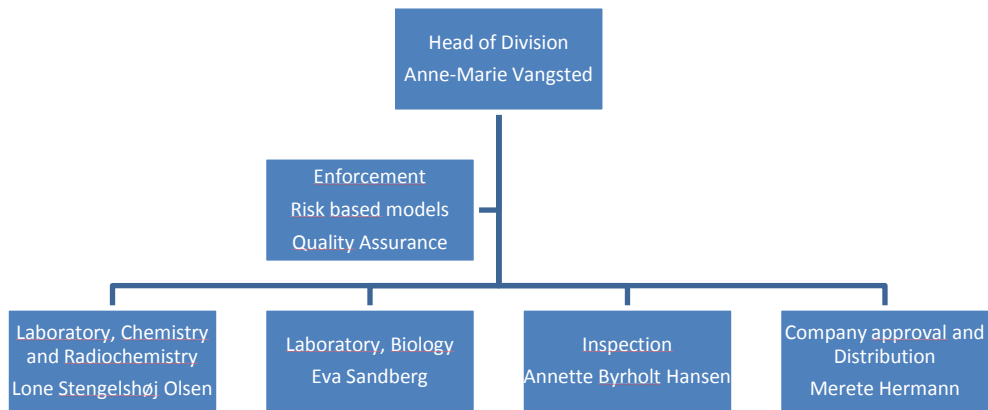 Head of Division
Anne-Marie Vangsted
Enforcement
Risk based models
Quality Assurance
Laboratory, Chemistry
and Radiochemistry
Lone Stengelshøj Olsen
Laboratory, Biology
Eva Sandberg
Inspection
Annette Byrholt Hansen
Company approval and
Distribution
Merete Hermann